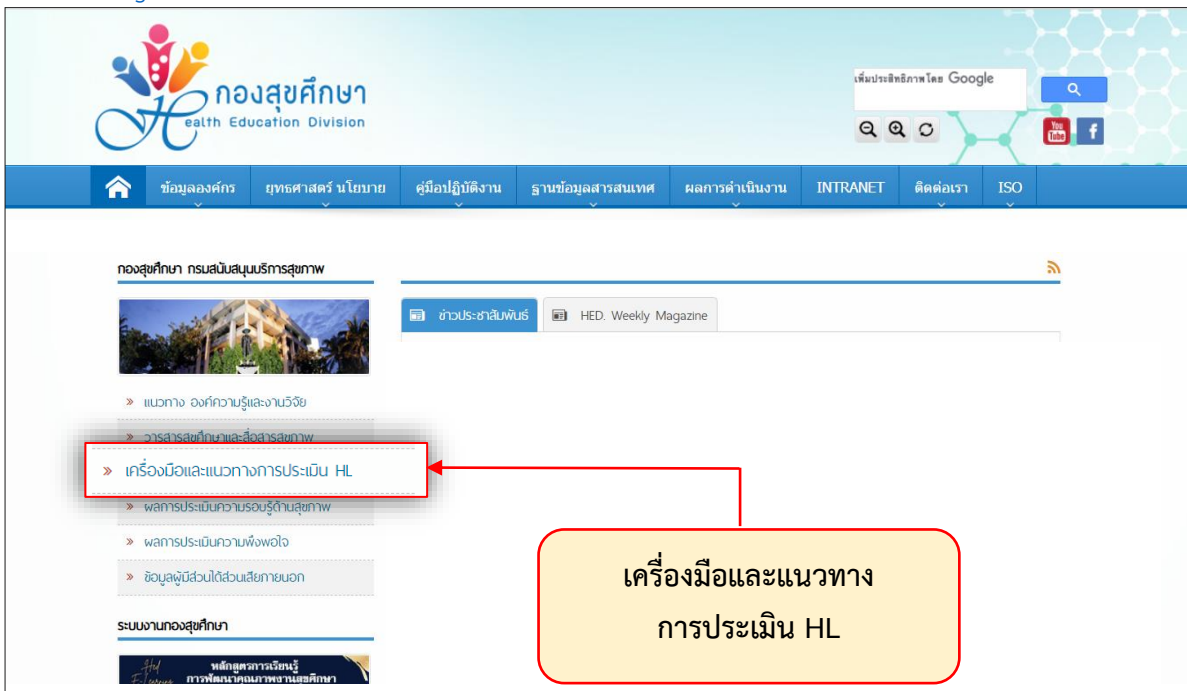 กองสุขศึกษา
Health Education Division
เพิ่มประสิทธิภาพโดย Google
You
Tube
f
ข้อมูลองค์กร ยุทธศาสตร์ นโยบาย คู่มือปฏิบัติงาน ฐานข้อมูลสารสนเทศ ผลการดำเนินงาน INTRANET ติดต่อเรา ISO
กองสุขศึกษา กรมสนับสนุนบริการสุขภาพ
ข่าวประชาสัมพันธ์ HED. Weekly Magazine
» แนวทาง องค์ความรู้และงานวิจัย
» วารสารสุขศึกษาและสื่อสารสุขภาพ
» เครื่องมือและแนวทางการประเมิน HL
» ผลการประเมินความรอบรู้ด้านสุขภาพ
» ผลการประเมินความพึงพอใจ
» ข้อมูลผู้มีส่วนได้ส่วนเสียภายนอก
เครื่องมือและแนวทาง
การประเมิน HL
ระบบงานกองสุขศึกษา
หลักสูตรการเรียนรู้
การพัฒนาคุณภาพงานสุขศึกษา